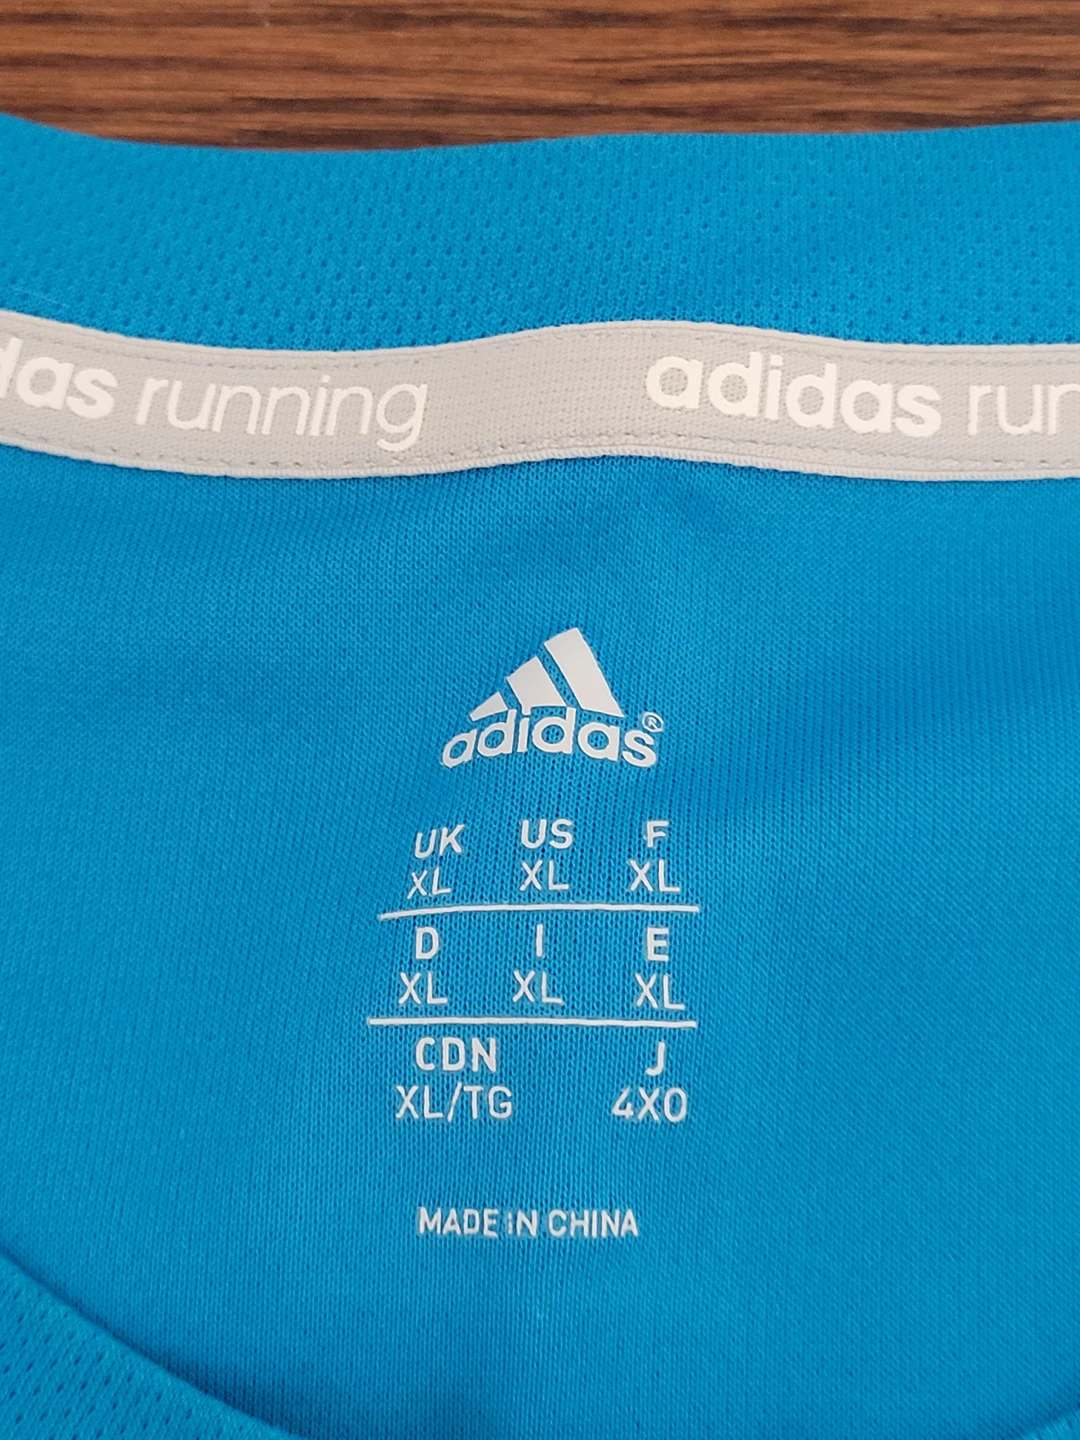 das running adidas run
adidas®
UK US F
XL XL XL
D I E
XL XL XL
CDN J
XL/TG 4XO
MADE IN CHINA